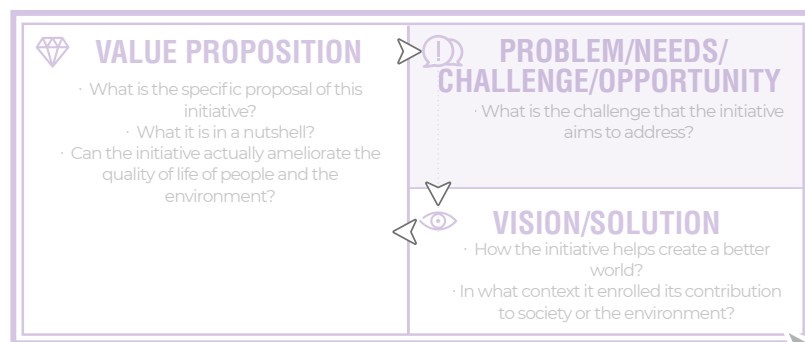 VALUE PROPOSITION
· What is the specific proposal of this
initiative?
· What it is in a nutshell?
· Can the initiative actually ameliorate the
quality of life of people and the
environment?
PROBLEM/NEEDS/
CHALLENGE/OPPORTUNITY
· What is the challenge that the initiative
aims to address?
VISION/SOLUTION
· How the initiative helps create a better
world?
· In what context it enrolled its contribution
to society or the environment?